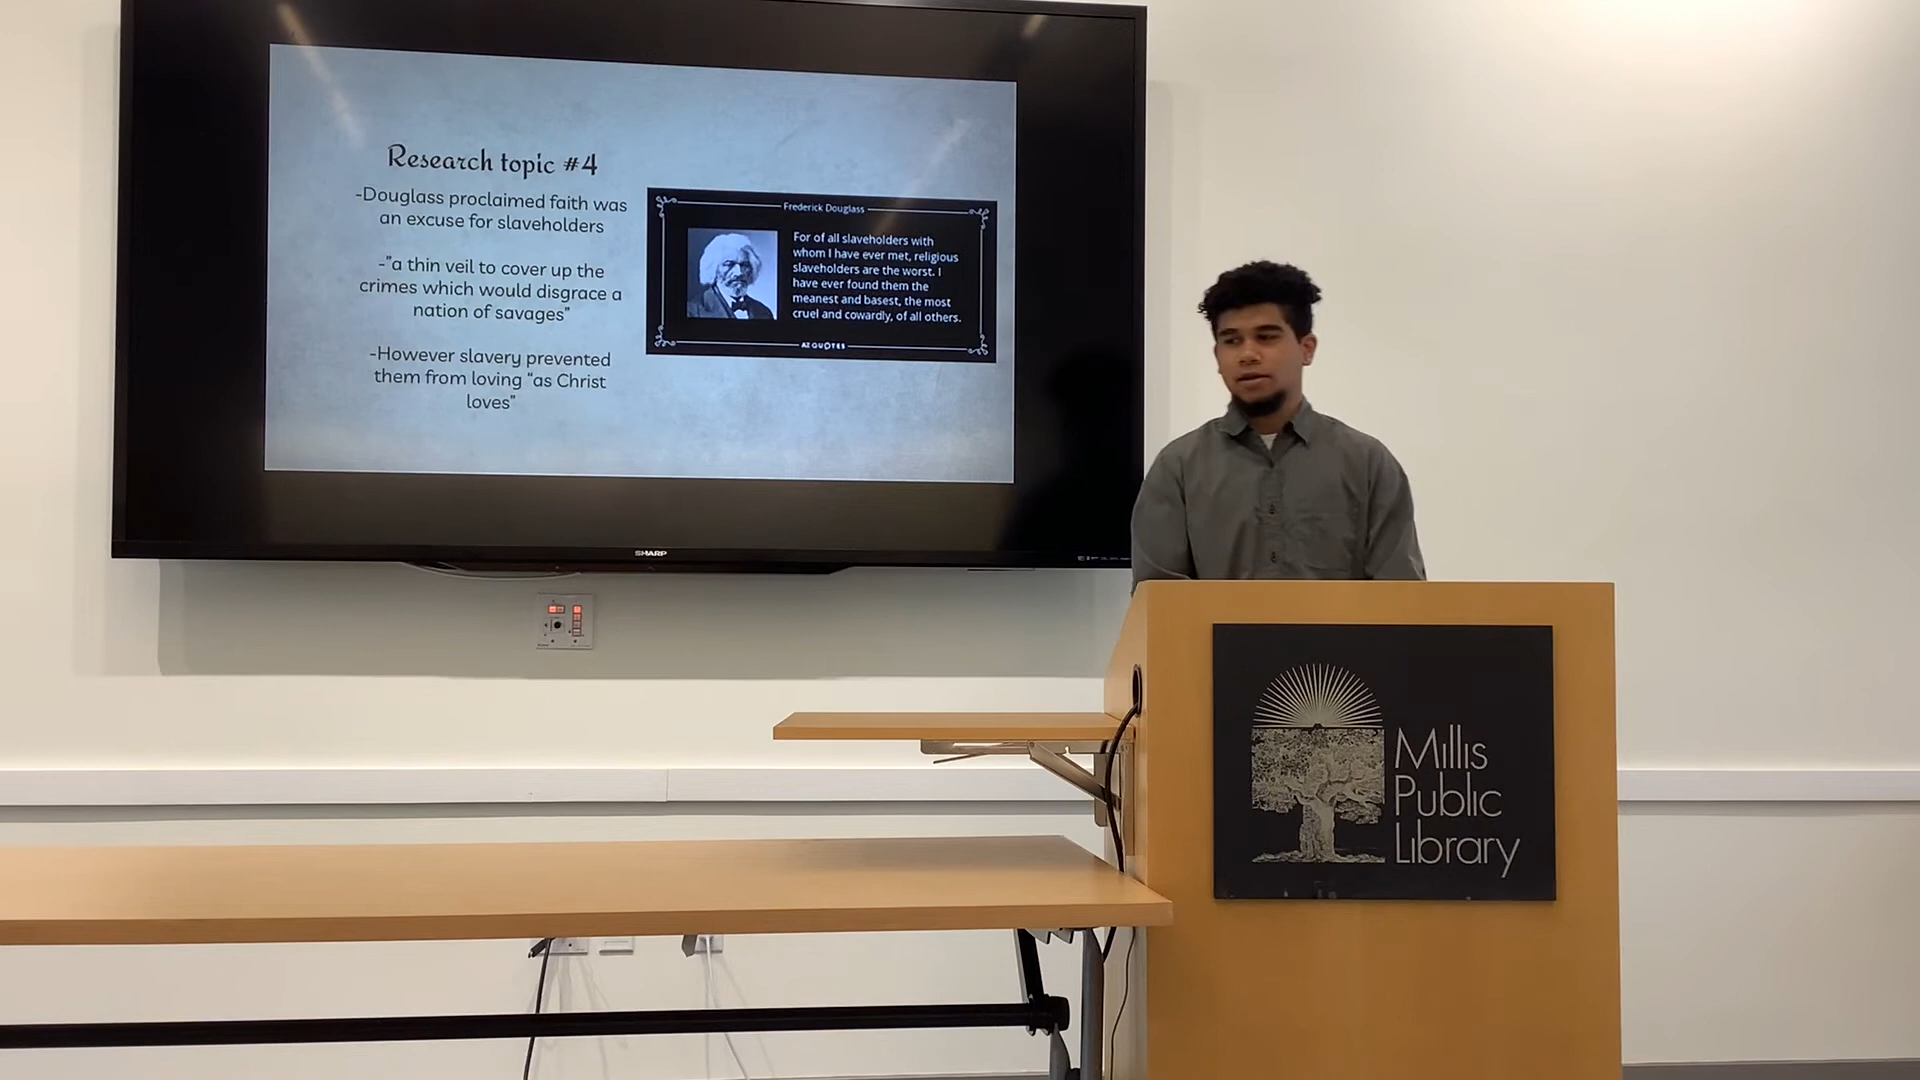 Research topic #4
-Douglass proclaimed faith was
an excuse for slaveholders
-"a thin veil to cover up the
crimes which would disgrace a
nation of savages"
-However slavery prevented
them from loving "as Christ
loves"
Frederick Douglass
For of all slaveholders with
whom I have ever met, religious
slaveholders are the worst. I
have ever found them the
meanest and basest, the most
cruel and cowardly, of all others.
AZ QUOTES
SHARP
Millis
Public
Library